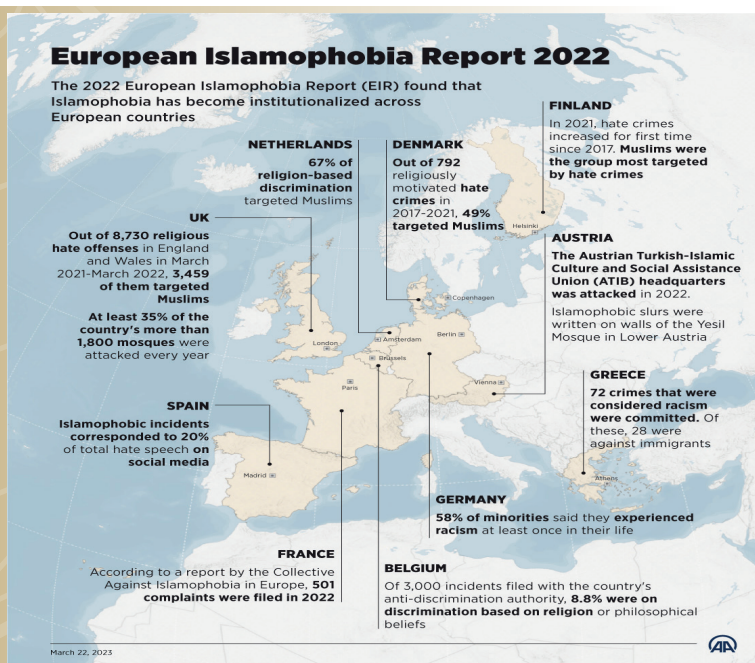 European Islamophobia Report 2022
The 2022 European Islamophobia Report (EIR) found that
Islamophobia has become institutionalized across
European countries
FINLAND
In 2021, hate crimes
increased for first time
since 2017. Muslims were
the group most targeted
by hate crimes
NETHERLANDS
67% of
religion-based
discrimination
targeted Muslims
DENMARK
Out of 792
religiously
motivated hate
crimes in
2017-2021, 49%
targeted Muslims
UK
Out of 8,730 religious
hate offenses in England
and Wales in March
2021-March 2022, 3,459
of them targeted
Muslims
At least 35% of the
country's more than
1,800 mosques were
attacked every year
AUSTRIA
The Austrian Turkish-Islamic
Culture and Social Assistance
Union (ATIB) headquarters
was attacked in 2022.
Islamophobic slurs were
written on walls of the Yesil
Mosque in Lower Austria
Helsinki
Copenhagen
London
Amsterdam
Berlin
Brussels
Paris
Vienna
Madrid
Athens
GREECE
72 crimes that were
considered racism
were committed. Of
these, 28 were
against immigrants
SPAIN
Islamophobic incidents
corresponded to 20%
of total hate speech on
social media
GERMANY
58% of minorities said they experienced
racism at least once in their life
FRANCE
According to a report by the Collective
Against Islamophobia in Europe, 501
complaints were filed in 2022
BELGIUM
Of 3,000 incidents filed with the country's
anti-discrimination authority, 8.8% were on
discrimination based on religion or philosophical
beliefs
March 22, 2023
AA